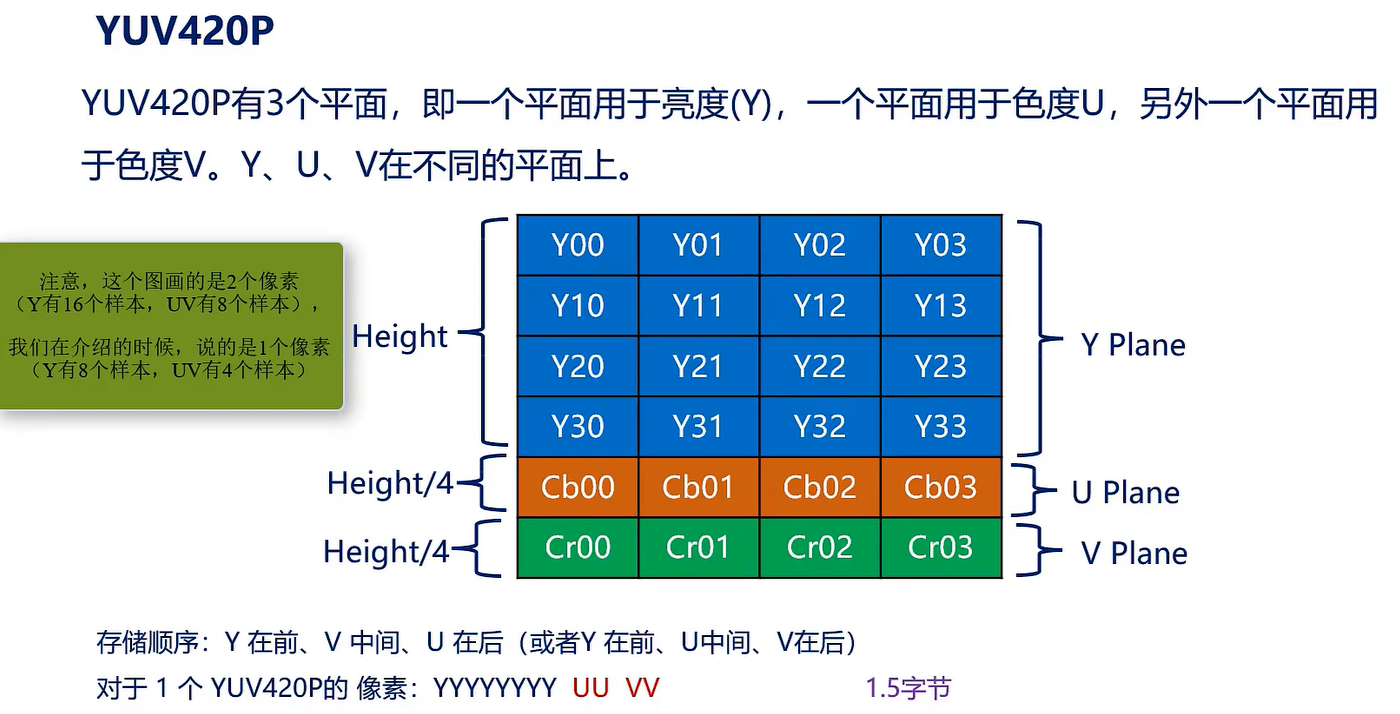 YUV420P
YUV420P有3个平面，即一个平面用于亮度(Y)，一个平面用于色度U，另外一个平面用
于色度V。Y、U、V在不同的平面上。
注意，这个图画的是2个像素
（Y有16个样本，UV有8个样本），
我们在介绍的时候，说的是1个像素
（Y有8个样本，UV有4个样本）
Height
Y00 Y01 Y02 Y03
Y10 Y11 Y12 Y13
Y20 Y21 Y22 Y23
Y30 Y31 Y32 Y33
Y Plane
Height/4
Cb00 Cb01 Cb02 Cb03
U Plane
Height/4
Cr00 Cr01 Cr02 Cr03
V Plane
存储顺序：Y 在前、V 中间、U 在后（或者Y 在前、U中间、V在后）
对于 1 个 YUV420P的 像素：YYYYYYYY UU VV 1.5字节